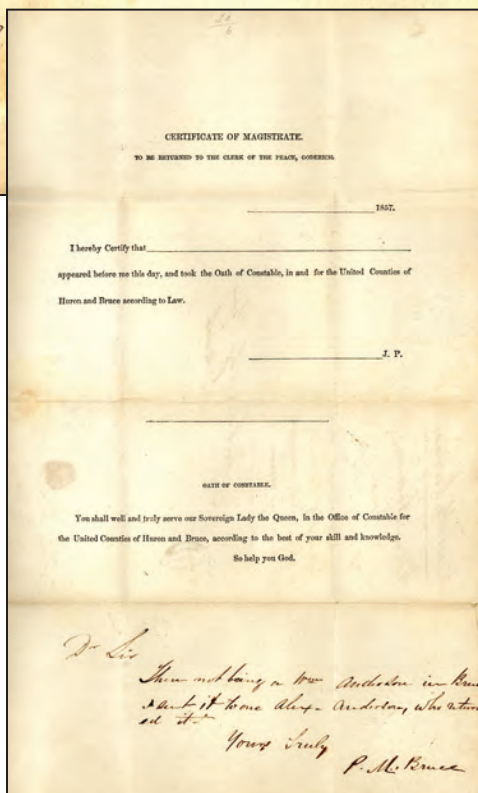 CERTIFICATE OF MAGISTRATE.
TO BE RETURNED TO THE CLERK OF THE PEACE, GODERICH.
1857.
I hereby Certify that
appeared before me this day, and took the Oath of Constable, in and for the United Counties of
Huron and Bruce according to Law.
J. P.
OATH OF CONSTABLE.
You shall well and truly serve our Sovereign Lady the Queen, in the Office of Constable for
the United Counties of Huron and Bruce, according to the best of your skill and knowledge.
So help you God.
Dr Sir
There not being a Wm Anderson in Bruc
I sent it to one Alexr Anderson, who return
ed it.
Yours Truly
P. M. Bruce